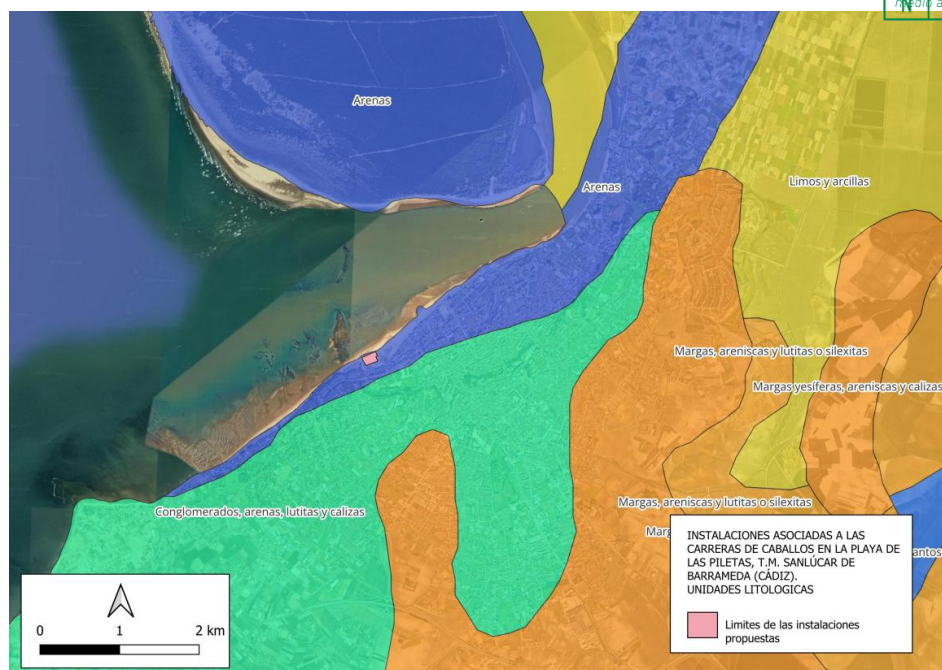 N
medio a
Arenas
Arenas
Limos y arcillas
Margas, areniscas y lutitas o silexitas
Margas yesíferas, areniscas y calizas
Conglomerados, arenas, lutitas y calizas
Margas, areniscas y lutitas o silexitas
INSTALACIONES ASOCIADAS A LAS
CARRERAS DE CABALLOS EN LA PLAYA DE
LAS PILETAS, T.M. SANLÚCAR DE
BARRAMEDA (CÁDIZ).
UNIDADES LITOLOGICAS
Limites de las instalaciones
propuestas
0 1 2 km